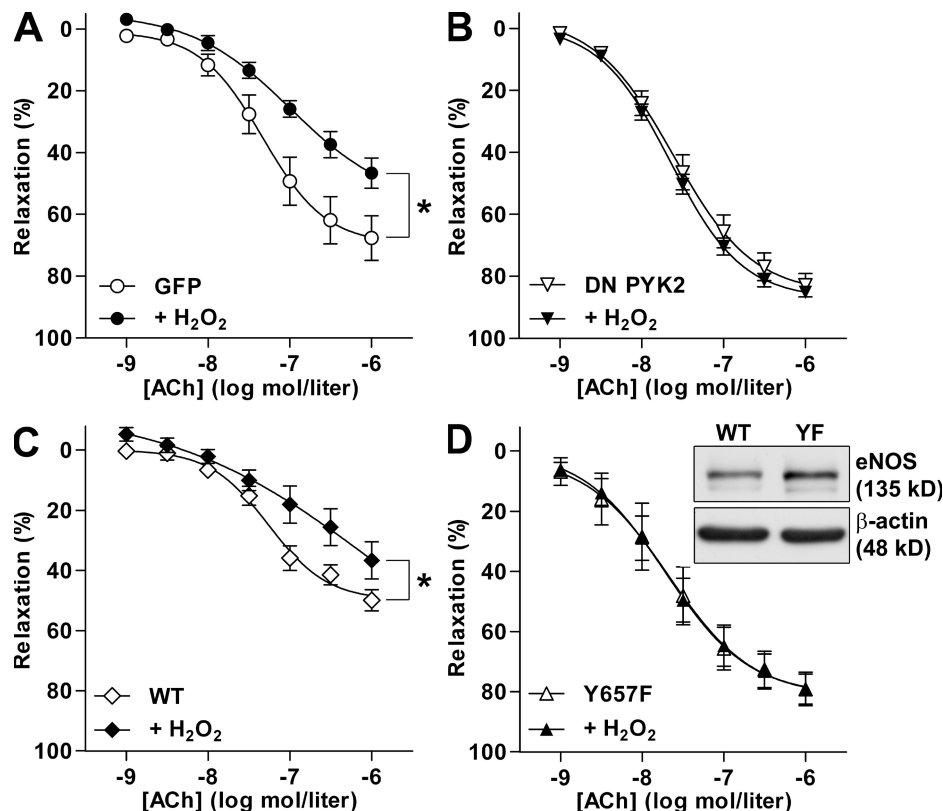 A
0
20
40
60
80
100
Relaxation (%)
*
GFP
+ H₂O₂
-9 -8 -7 -6
[ACh] (log mol/liter)
B
0
20
40
60
80
100
Relaxation (%)
DN PYK2
+ H₂O₂
-9 -8 -7 -6
[ACh] (log mol/liter)
C
0
20
40
60
80
100
Relaxation (%)
*
WT
+ H₂O₂
-9 -8 -7 -6
[ACh] (log mol/liter)
D
0
20
40
60
80
100
Relaxation (%)
WT YF
eNOS
(135 kD)
β-actin
(48 kD)
Y657F
+ H₂O₂
-9 -8 -7 -6
[ACh] (log mol/liter)